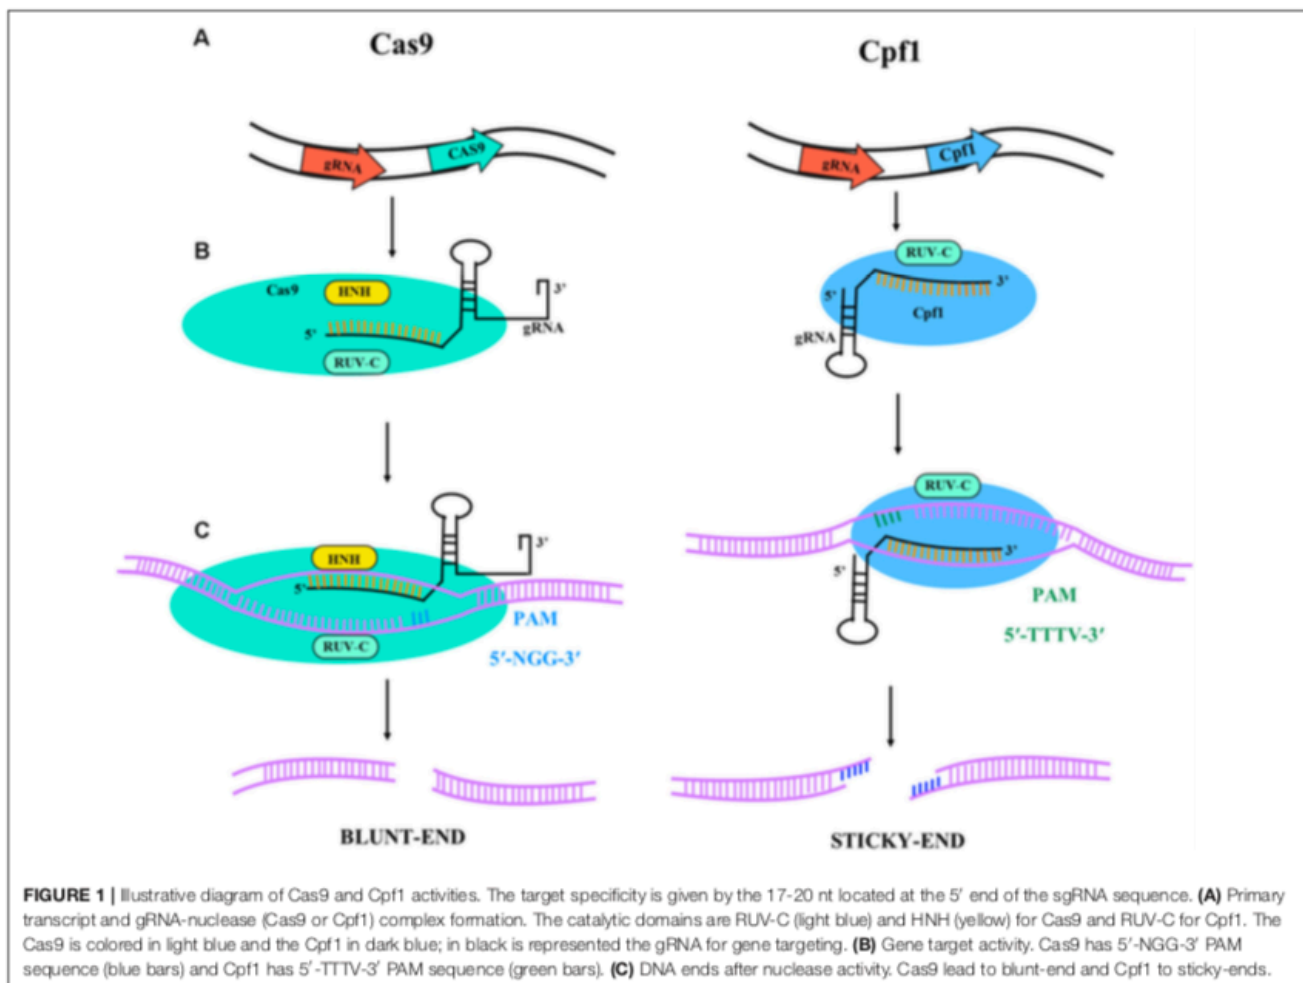 A
Cas9
Cpf1
gRNA
CAS9
gRNA
Cpf1
B
Cas9
HNH
5'
RUV-C
3'
gRNA
RUV-C
5'
3'
Cpf1
gRNA
C
HNH
5'
3'
RUV-C
PAM
5'-NGG-3'
RUV-C
5'
3'
PAM
5'-TTTV-3'
BLUNT-END
STICKY-END
FIGURE 1 | Illustrative diagram of Cas9 and Cpf1 activities. The target specificity is given by the 17-20 nt located at the 5' end of the sgRNA sequence. (A) Primary
transcript and gRNA-nuclease (Cas9 or Cpf1) complex formation. The catalytic domains are RUV-C (light blue) and HNH (yellow) for Cas9 and RUV-C for Cpf1. The
Cas9 is colored in light blue and the Cpf1 in dark blue; in black is represented the gRNA for gene targeting. (B) Gene target activity. Cas9 has 5'-NGG-3' PAM
sequence (blue bars) and Cpf1 has 5'-TTTV-3' PAM sequence (green bars). (C) DNA ends after nuclease activity. Cas9 lead to blunt-end and Cpf1 to sticky-ends.